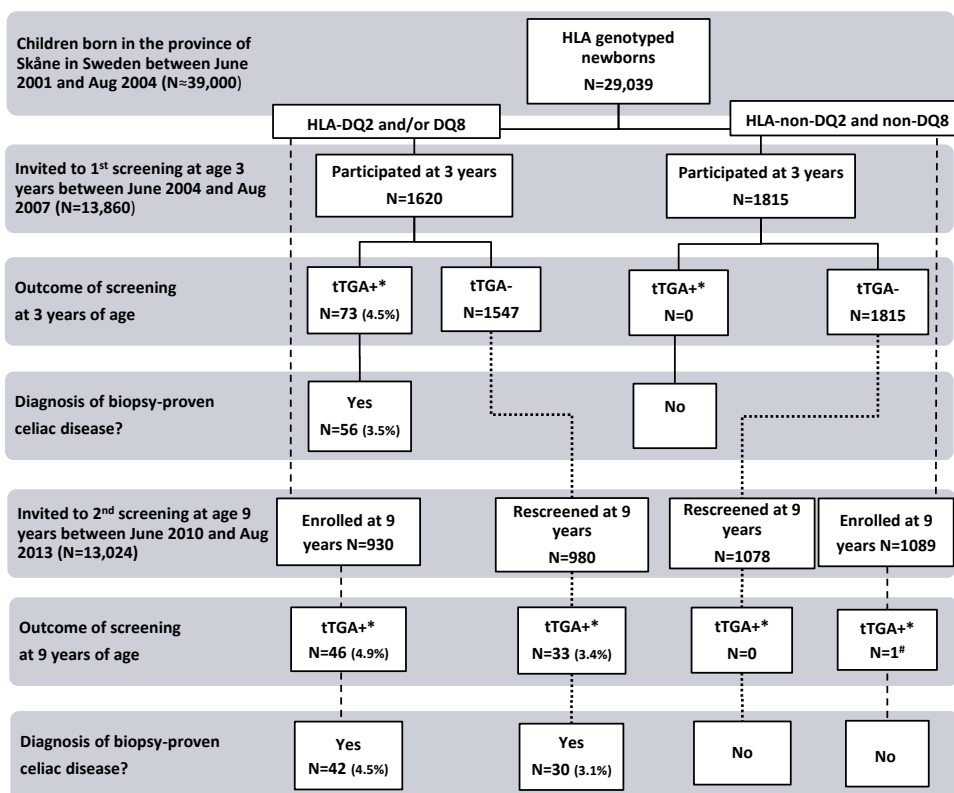 Children born in the province of
Skåne in Sweden between June
2001 and Aug 2004 (N≈39,000)
HLA genotyped
newborns
N=29,039
HLA-DQ2 and/or DQ8
HLA-non-DQ2 and non-DQ8
Invited to 1st screening at age 3
years between June 2004 and Aug
2007 (N=13,860)
Participated at 3 years
N=1620
Participated at 3 years
N=1815
Outcome of screening
at 3 years of age
tTGA+*
N=73 (4.5%)
tTGA-
N=1547
tTGA+*
N=0
tTGA-
N=1815
Diagnosis of biopsy-proven
celiac disease?
Yes
N=56 (3.5%)
No
Invited to 2nd screening at age 9
years between June 2010 and Aug
2013 (N=13,024)
Enrolled at 9
years N=930
Rescreened at 9
years
N=980
Rescreened at 9
years
N=1078
Enrolled at 9
years N=1089
Outcome of screening
at 9 years of age
tTGA+*
N=46 (4.9%)
tTGA+*
N=33 (3.4%)
tTGA+*
N=0
tTGA+*
N=1#
Diagnosis of biopsy-proven
celiac disease?
Yes
N=42 (4.5%)
Yes
N=30 (3.1%)
No
No